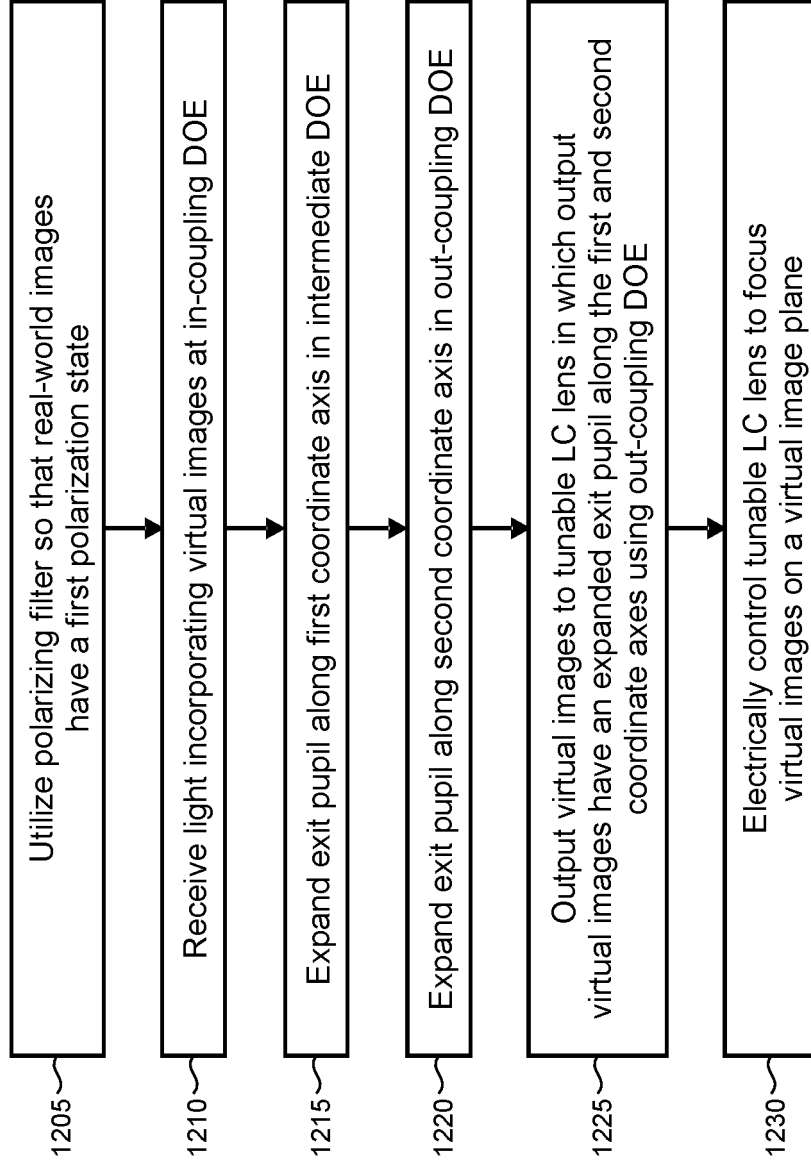 1205
Utilize polarizing filter so that real-world images
have a first polarization state
1210
Receive light incorporating virtual images at in-coupling DOE
1215
Expand exit pupil along first coordinate axis in intermediate DOE
1220
Expand exit pupil along second coordinate axis in out-coupling DOE
1225
Output virtual images to tunable LC lens in which output
virtual images have an expanded exit pupil along the first and second
coordinate axes using out-coupling DOE
1230
Electrically control tunable LC lens to focus
virtual images on a virtual image plane